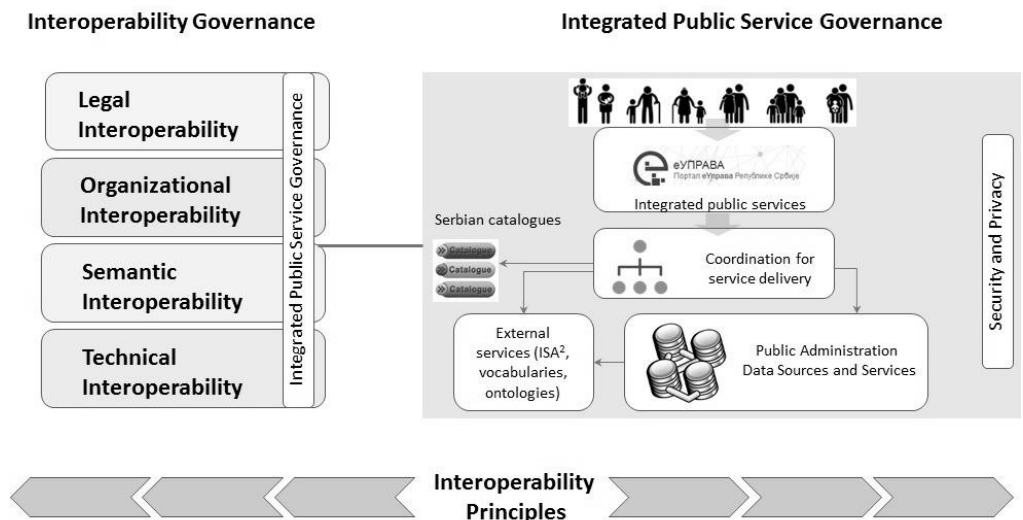 Interoperability Governance
Integrated Public Service Governance
Legal
Interoperability
Organizational
Interoperability
Semantic
Interoperability
Technical
Interoperability
Integrated Public Service Governance
еУПРАВА
Портал еУправа Републике Србије
Integrated public services
Serbian catalogues
Catalogue
Catalogue
Catalogue
Coordination for
service delivery
External
services (ISA²,
vocabularies,
ontologies)
Public Administration
Data Sources and Services
Security and Privacy
Interoperability
Principles